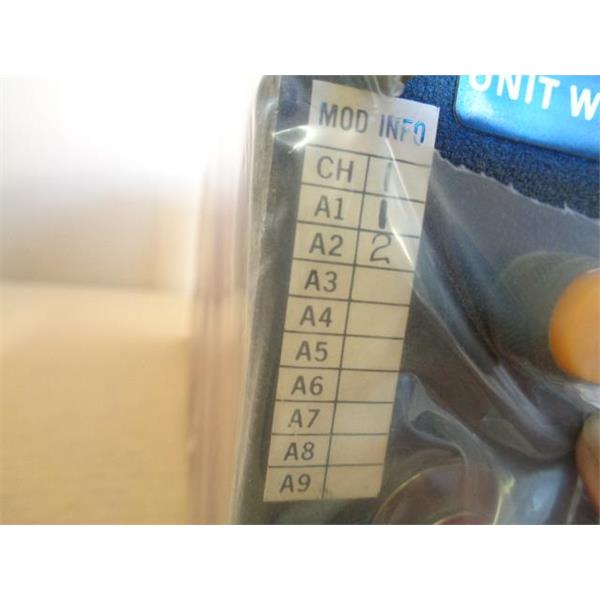 UNIT W
MOD INFO
CH 1
A1 1
A2 2
A3
A4
A5
A6
A7
A8
A9